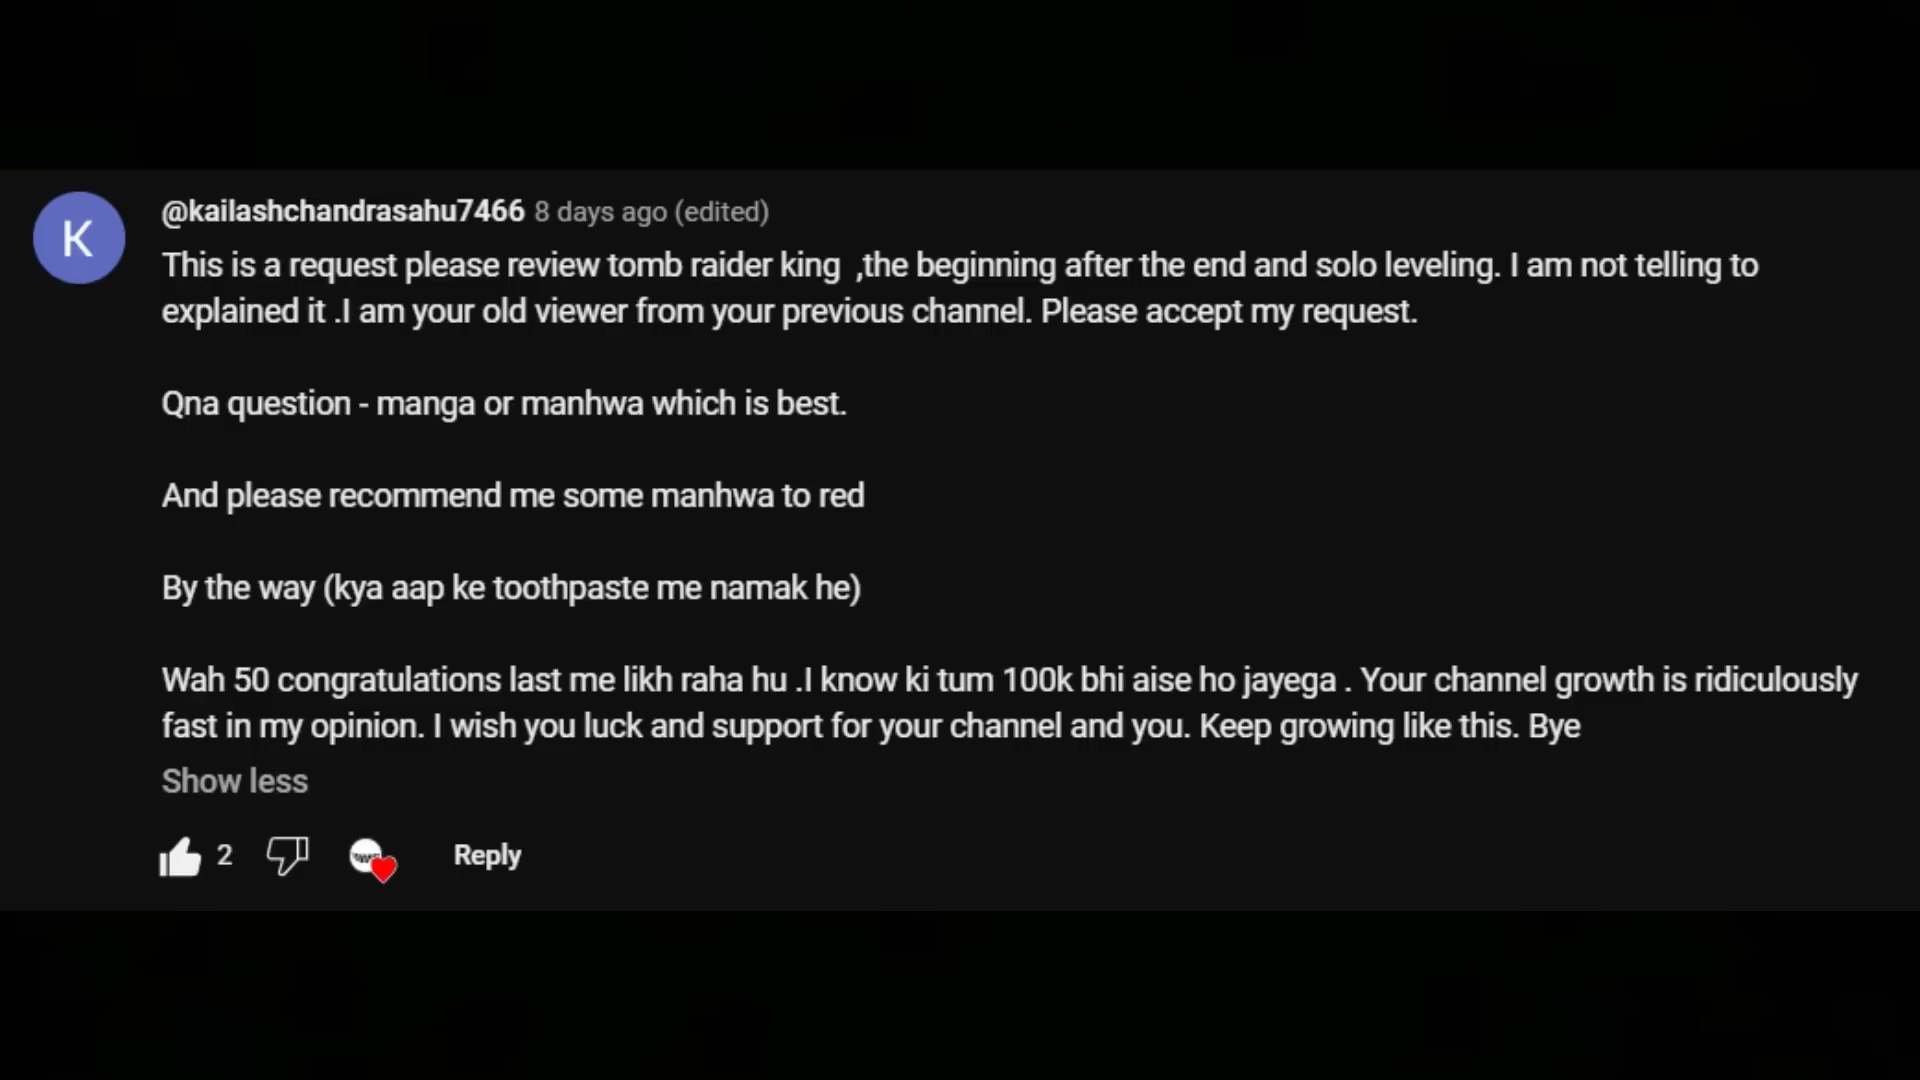 K
@kailashchandrasahu7466 8 days ago (edited)
This is a request please review tomb raider king ,the beginning after the end and solo leveling. I am not telling to
explained it .I am your old viewer from your previous channel. Please accept my request.
Qna question - manga or manhwa which is best.
And please recommend me some manhwa to red
By the way (kya aap ke toothpaste me namak he)
Wah 50 congratulations last me likh raha hu .I know ki tum 100k bhi aise ho jayega . Your channel growth is ridiculously
fast in my opinion. I wish you luck and support for your channel and you. Keep growing like this. Bye
Show less
2 Reply